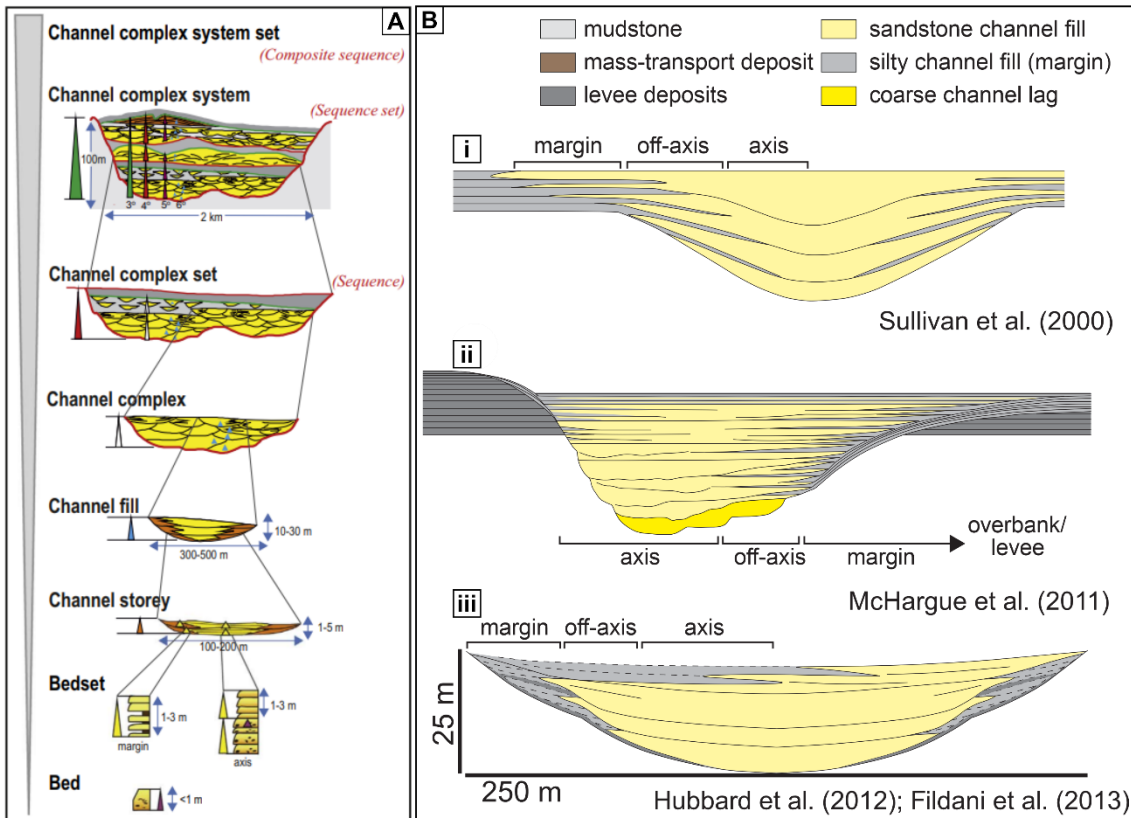 A
Channel complex system set
(Composite sequence)
Channel complex system
(Sequence set)
100m
3° 4° 5° 6°
2 km
Channel complex set
(Sequence)
Channel complex
Channel fill
10-30 m
300-500 m
Channel storey
1-5 m
100-200 m
Bedset
1-3 m
1-3 m
margin
axis
Bed
<1 m
B
mudstone
sandstone channel fill
mass-transport deposit
silty channel fill (margin)
levee deposits
coarse channel lag
i
margin off-axis axis
Sullivan et al. (2000)
ii
axis off-axis margin
overbank/
levee
McHargue et al. (2011)
iii
margin off-axis axis
25 m
250 m
Hubbard et al. (2012); Fildani et al. (2013)